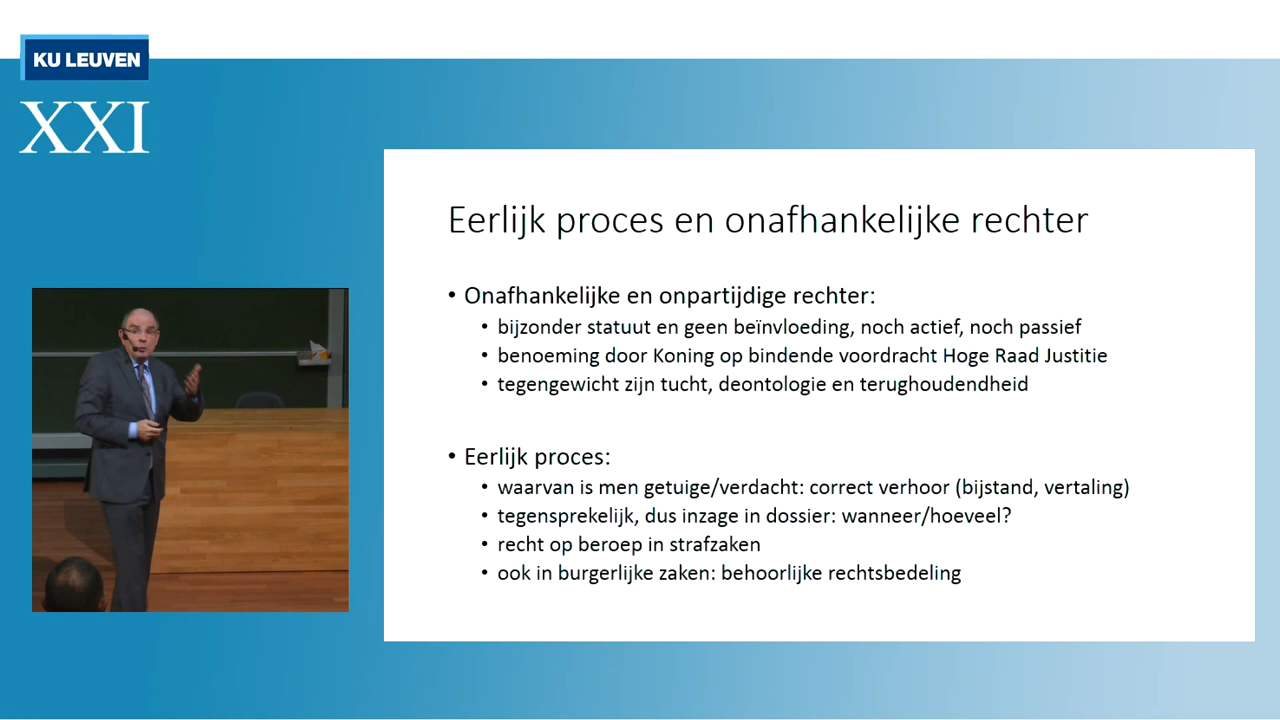 KU LEUVEN
XXI
Eerlijk proces en onafhankelijke rechter
• Onafhankelijke en onpartijdige rechter:
• bijzonder statuut en geen beïnvloeding, noch actief, noch passief
• benoeming door Koning op bindende voordracht Hoge Raad Justitie
• tegengewicht zijn tucht, deontologie en terughoudendheid
• Eerlijk proces:
• waarvan is men getuige/verdacht: correct verhoor (bijstand, vertaling)
• tegensprekelijk, dus inzage in dossier: wanneer/hoeveel?
• recht op beroep in strafzaken
• ook in burgerlijke zaken: behoorlijke rechtsbedeling